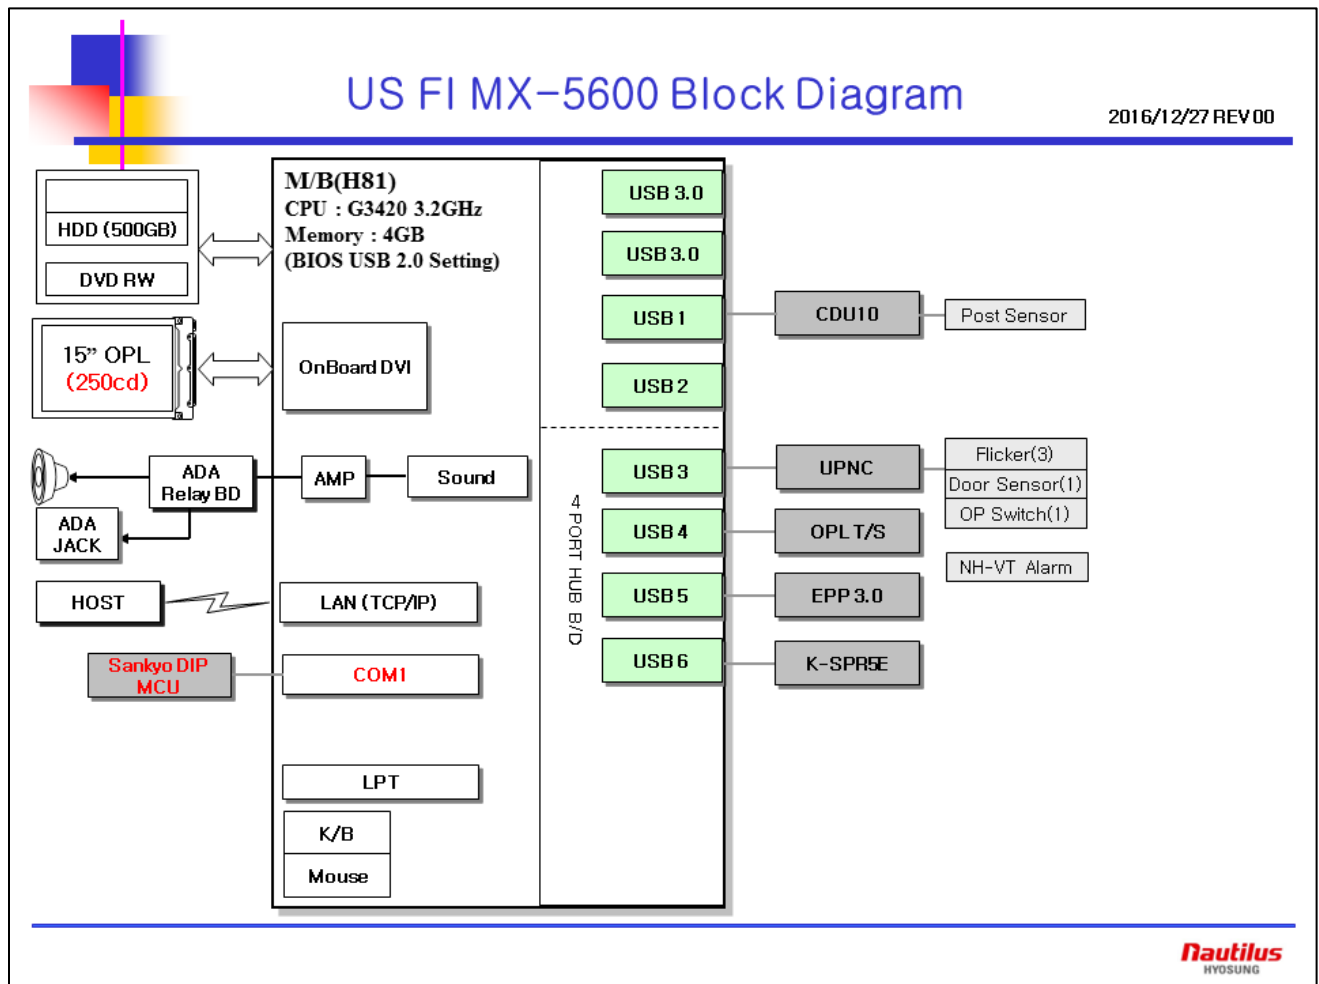 US FI MX-5600 Block Diagram
2016/12/27 REV 00
HDD (500GB)
DVD RW
15” OPL
(250cd)
ADA
Relay BD
ADA
JACK
HOST
Sankyo DIP
MCU
M/B(H81)
CPU : G3420 3.2GHz
Memory : 4GB
(BIOS USB 2.0 Setting)
OnBoard DVI
AMP
Sound
LAN (TCP/IP)
COM1
LPT
K/B
Mouse
4 PORT HUB B/D
USB 3.0
USB 3.0
USB 1
USB 2
USB 3
USB 4
USB 5
USB 6
CDU10
Post Sensor
UPNC
Flicker(3)
Door Sensor(1)
OP Switch(1)
OPL T/S
NH-VT Alarm
EPP 3.0
K-SPR5E
Nautilus
HYOSUNG